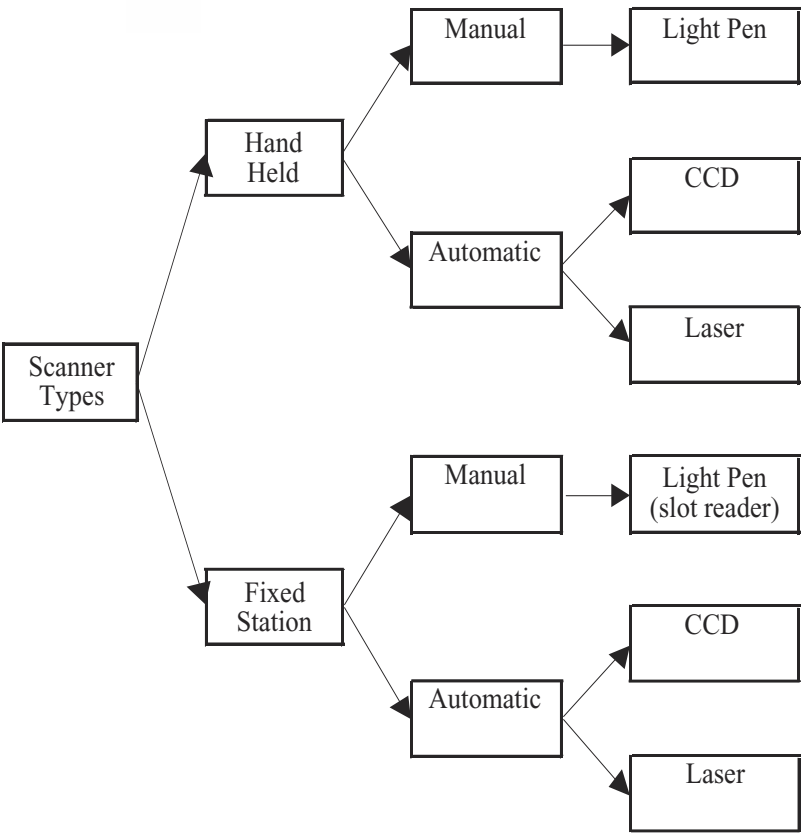 Manual
Light Pen
Hand
Held
CCD
Automatic
Laser
Scanner
Types
Manual
Light Pen
(slot reader)
Fixed
Station
CCD
Automatic
Laser